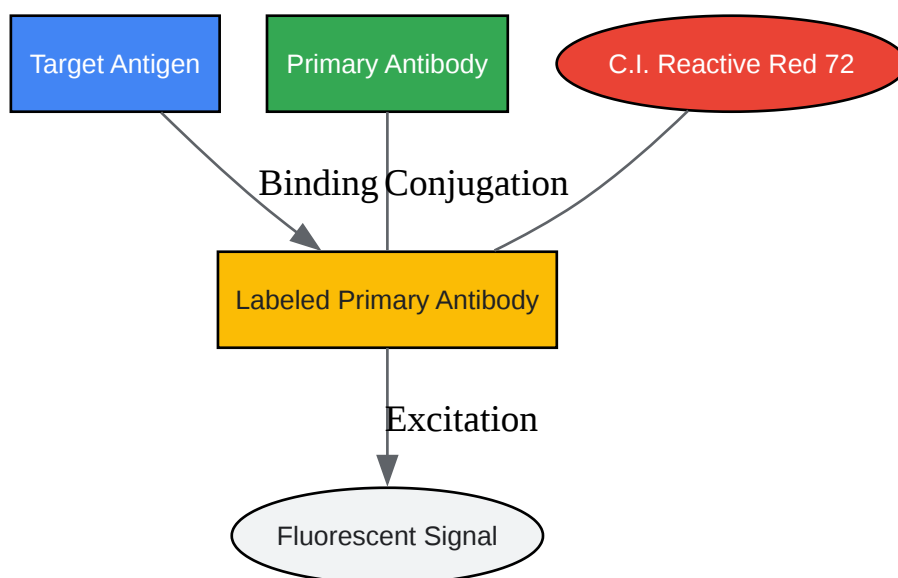 Target Antigen
Primary Antibody
C.I. Reactive Red 72
Binding
Conjugation
Labeled Primary Antibody
Excitation
Fluorescent Signal